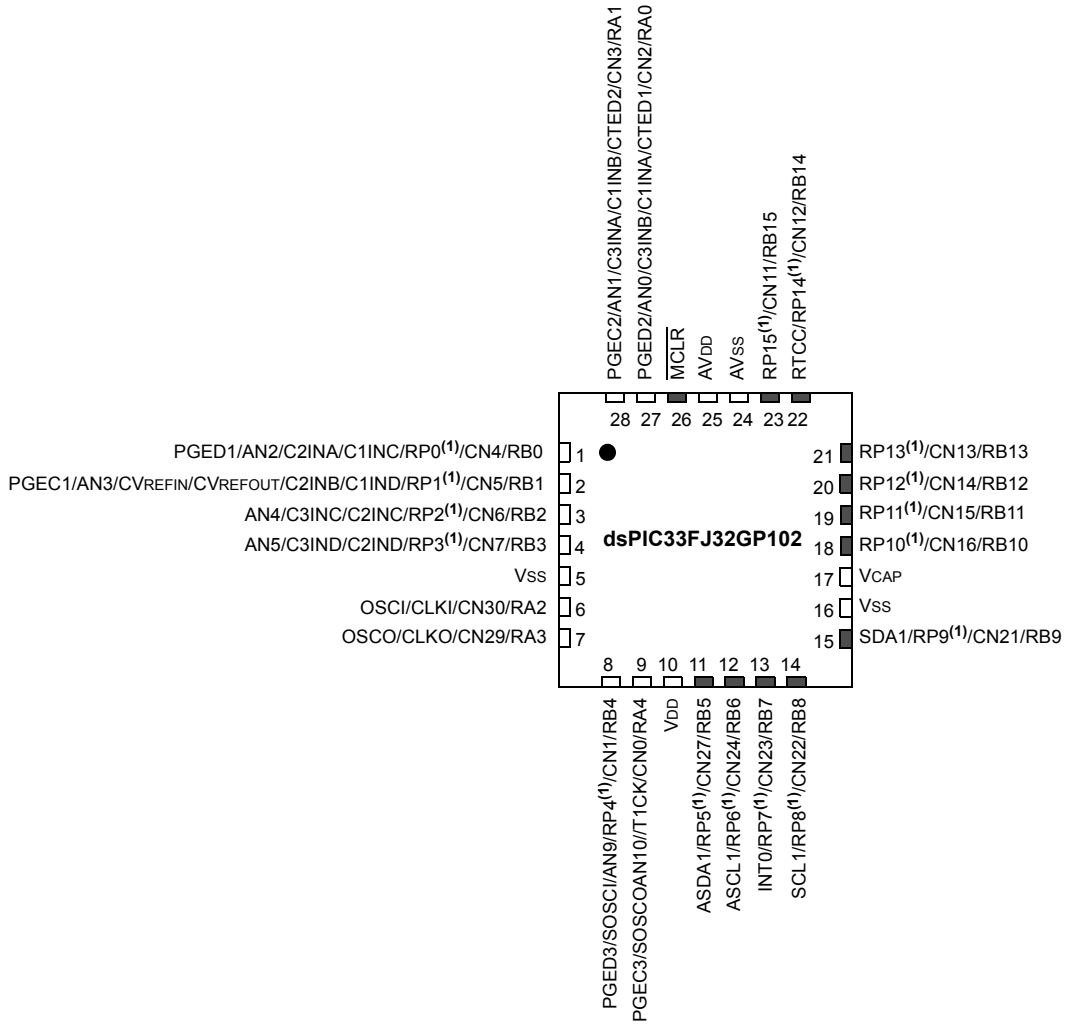 PGEC2/AN1/C3INA/C1INB/CTED2/CN3/RA1
PGED2/AN0/C3INB/C1INA/CTED1/CN2/RA0
MCLR
AVDD
AVSS
RP15(1)/CN11/RB15
RTCC/RP14(1)/CN12/RB14
28 27 26 25 24 23 22
PGED1/AN2/C2INA/C1INC/RP0(1)/CN4/RB0 1
PGEC1/AN3/CVREFIN/CVREFOUT/C2INB/C1IND/RP1(1)/CN5/RB1 2
AN4/C3INC/C2INC/RP2(1)/CN6/RB2 3
AN5/C3IND/C2IND/RP3(1)/CN7/RB3 4
VSS 5
OSCI/CLKI/CN30/RA2 6
OSCO/CLKO/CN29/RA3 7
dsPIC33FJ32GP102
21 RP13(1)/CN13/RB13
20 RP12(1)/CN14/RB12
19 RP11(1)/CN15/RB11
18 RP10(1)/CN16/RB10
17 VCAP
16 VSS
15 SDA1/RP9(1)/CN21/RB9
8 9 10 11 12 13 14
PGED3/SOSCI/AN9/RP4(1)/CN1/RB4
PGEC3/SOSCOAN10//T1CK/CN0/RA4
VDD
ASDA1/RP5(1)/CN27/RB5
ASCL1/RP6(1)/CN24/RB6
INT0/RP7(1)/CN23/RB7
SCL1/RP8(1)/CN22/RB8